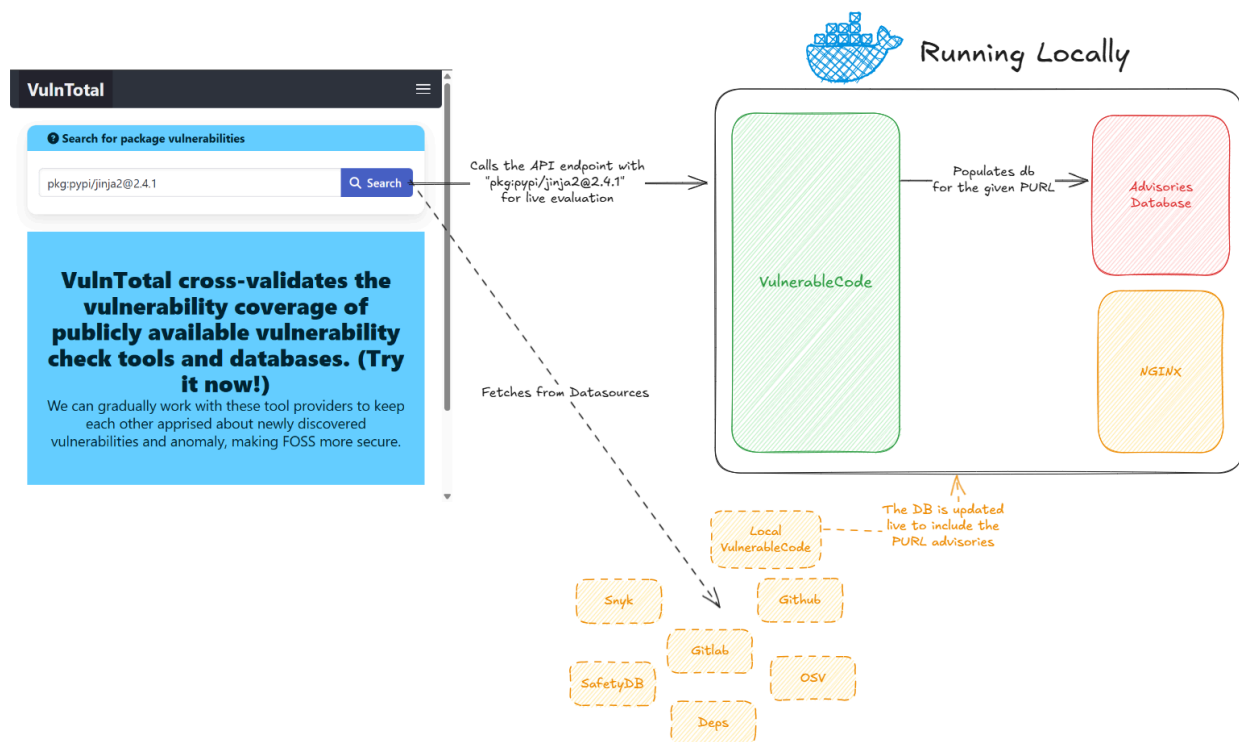 Running Locally
VulnTotal
Search for package vulnerabilities
pkg:pypi/jinja2@2.4.1
Search
VulnTotal cross-validates the
vulnerability coverage of
publicly available vulnerability
check tools and databases. (Try
it now!)
We can gradually work with these tool providers to keep
each other apprised about newly discovered
vulnerabilities and anomaly, making FOSS more secure.
Calls the API endpoint with
"pkg:pypi/jinja2@2.4.1"
for live evaluation
Fetches from Datasources
VulnerableCode
Populates db
for the given PURL
Advisories
Database
NGINX
The DB is updated
live to include the
PURL advisories
Local
VulnerableCode
Snyk
Github
Gitlab
SafetyDB
OSV
Deps